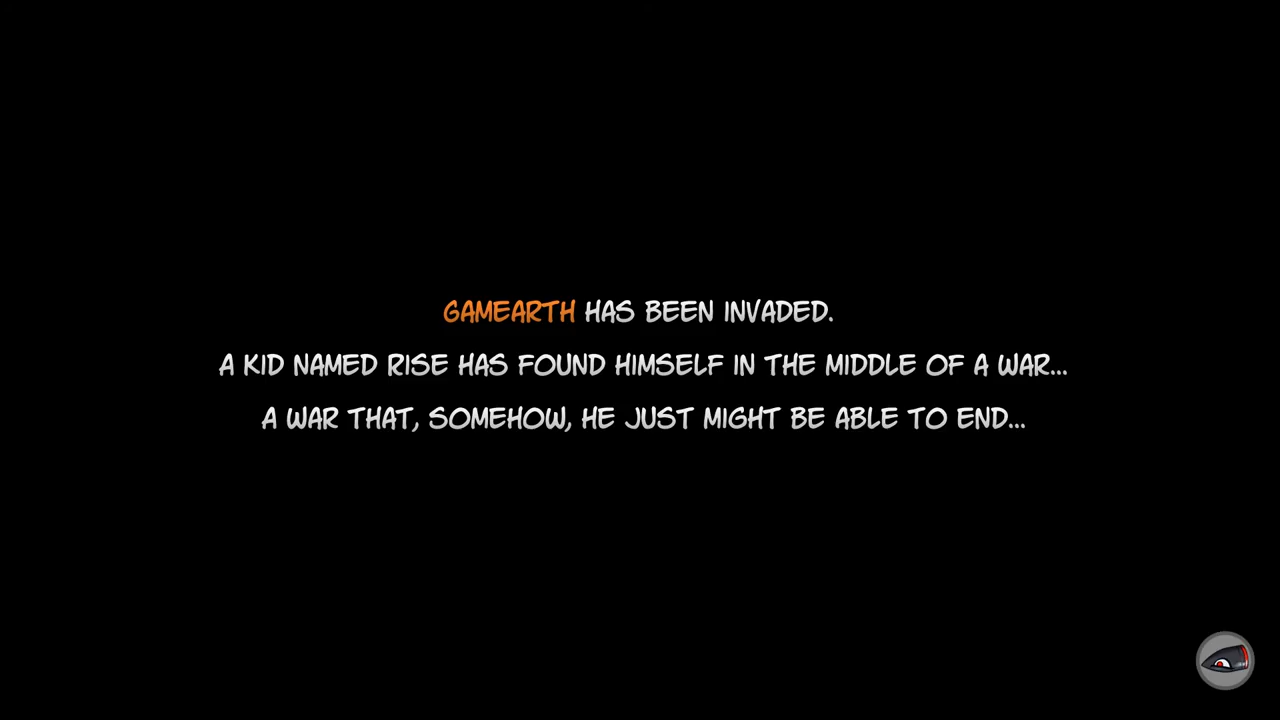 GAMEARTH HAS BEEN INVADED.
A KID NAMED RISE HAS FOUND HIMSELF IN THE MIDDLE OF A WAR...
A WAR THAT, SOMEHOW, HE JUST MIGHT BE ABLE TO END...